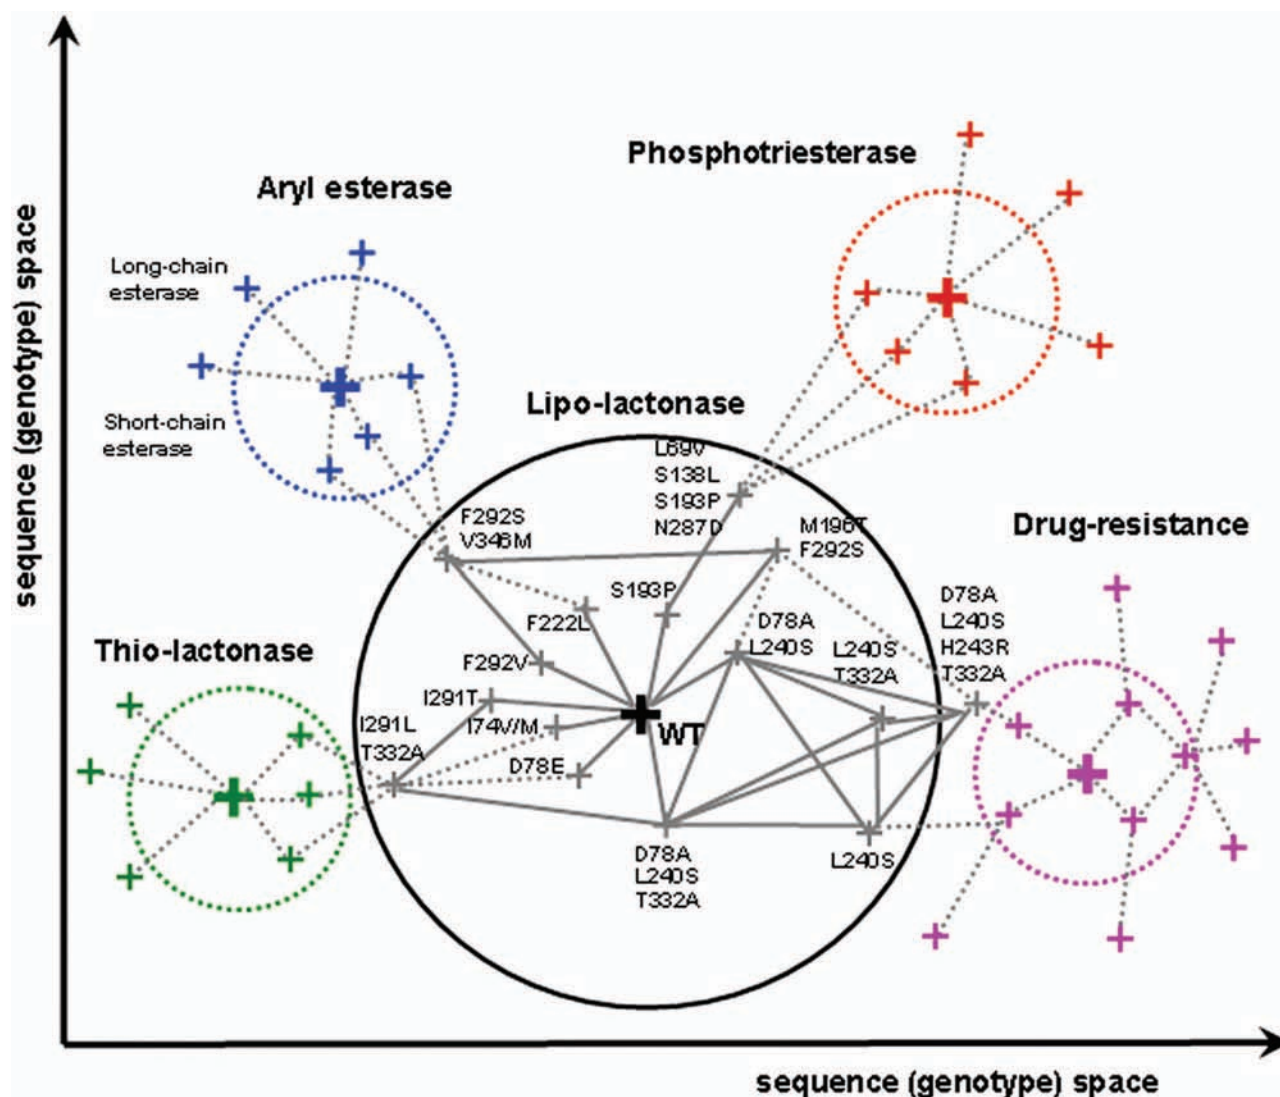 Phosphotriesterase
Aryl esterase
Long-chain
esterase
Short-chain
esterase
Lipo-lactonase
L69V
S138L
S193P
N287D
F292S
V346M
M196T
F292S
Drug-resistance
S193P
F222L
D78A
L240S
L240S
T332A
D78A
L240S
H243R
T332A
Thio-lactonase
F292V
I291T
I74V/M
I291L
T332A
D78E
WT
D78A
L240S
T332A
L240S
sequence (genotype) space
sequence (genotype) space